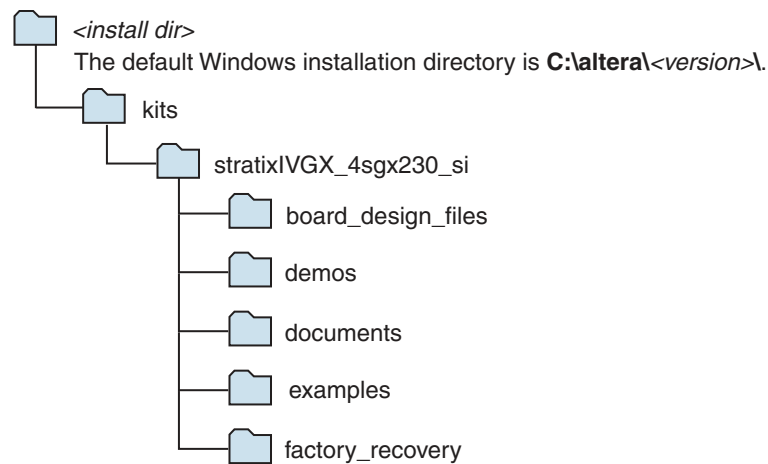 <install dir>
The default Windows installation directory is C:\altera\<version>\.
kits
stratixIVGX_4sgx230_si
board_design_files
demos
documents
examples
factory_recovery